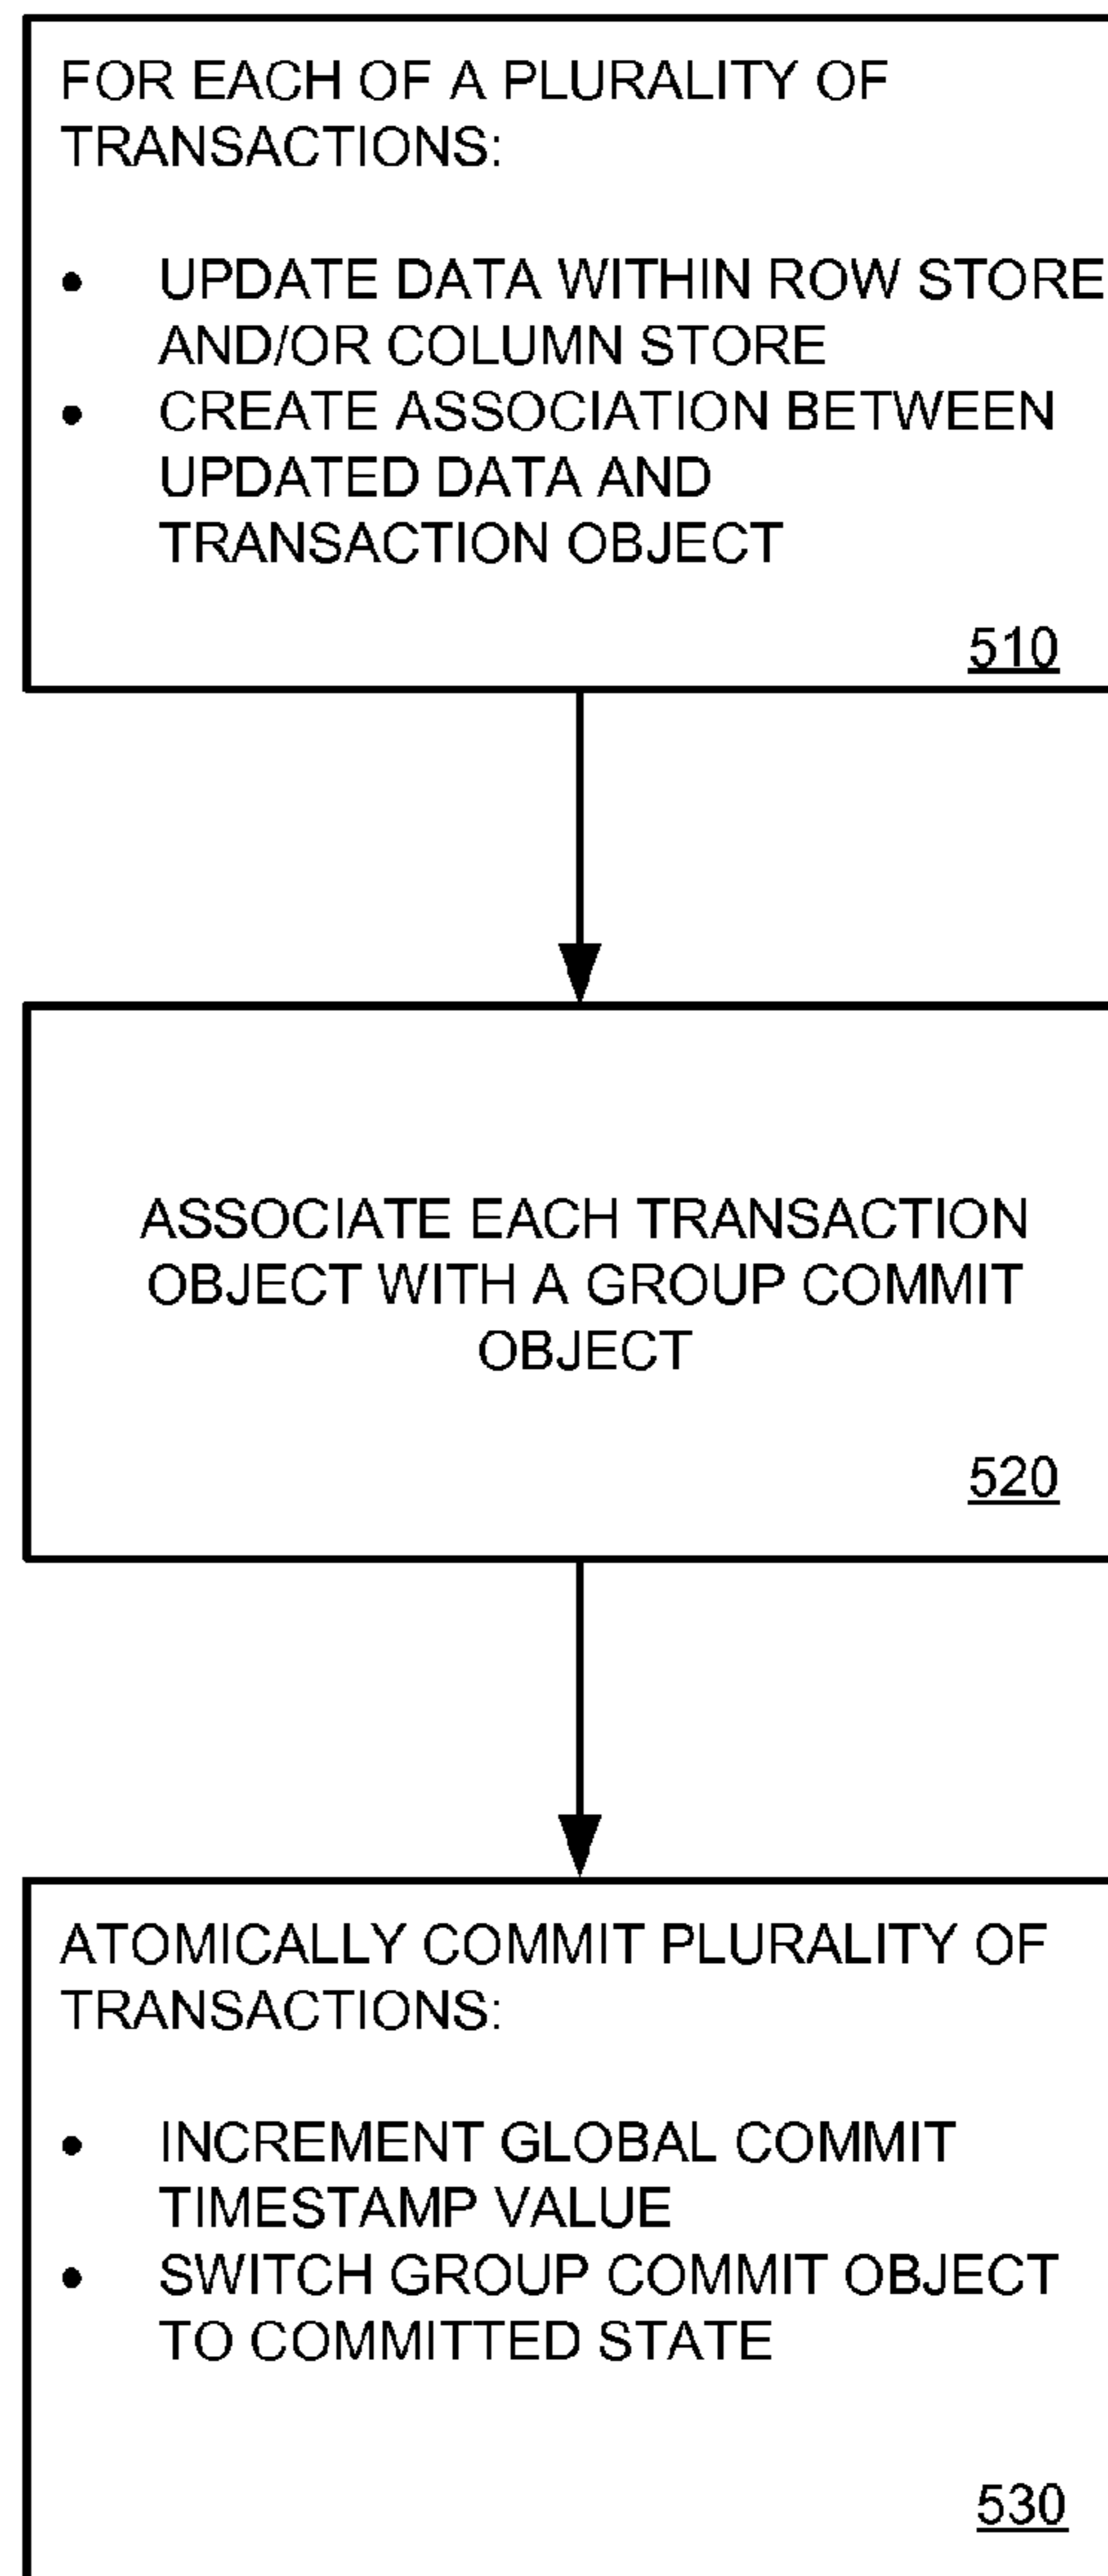 FOR EACH OF A PLURALITY OF
TRANSACTIONS:
• UPDATE DATA WITHIN ROW STORE
AND/OR COLUMN STORE
• CREATE ASSOCIATION BETWEEN
UPDATED DATA AND
TRANSACTION OBJECT
510
ASSOCIATE EACH TRANSACTION
OBJECT WITH A GROUP COMMIT
OBJECT
520
ATOMICALLY COMMIT PLURALITY OF
TRANSACTIONS:
• INCREMENT GLOBAL COMMIT
TIMESTAMP VALUE
• SWITCH GROUP COMMIT OBJECT
TO COMMITTED STATE
530